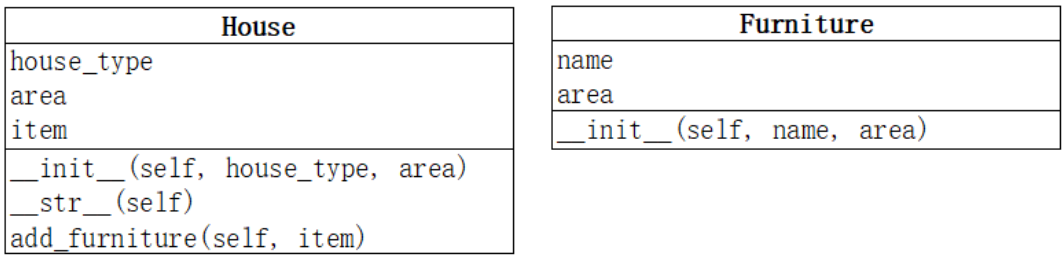 House
house_type
area
item
__init__(self, house_type, area)
__str__(self)
add_furniture(self, item)
Furniture
name
area
__init__(self, name, area)